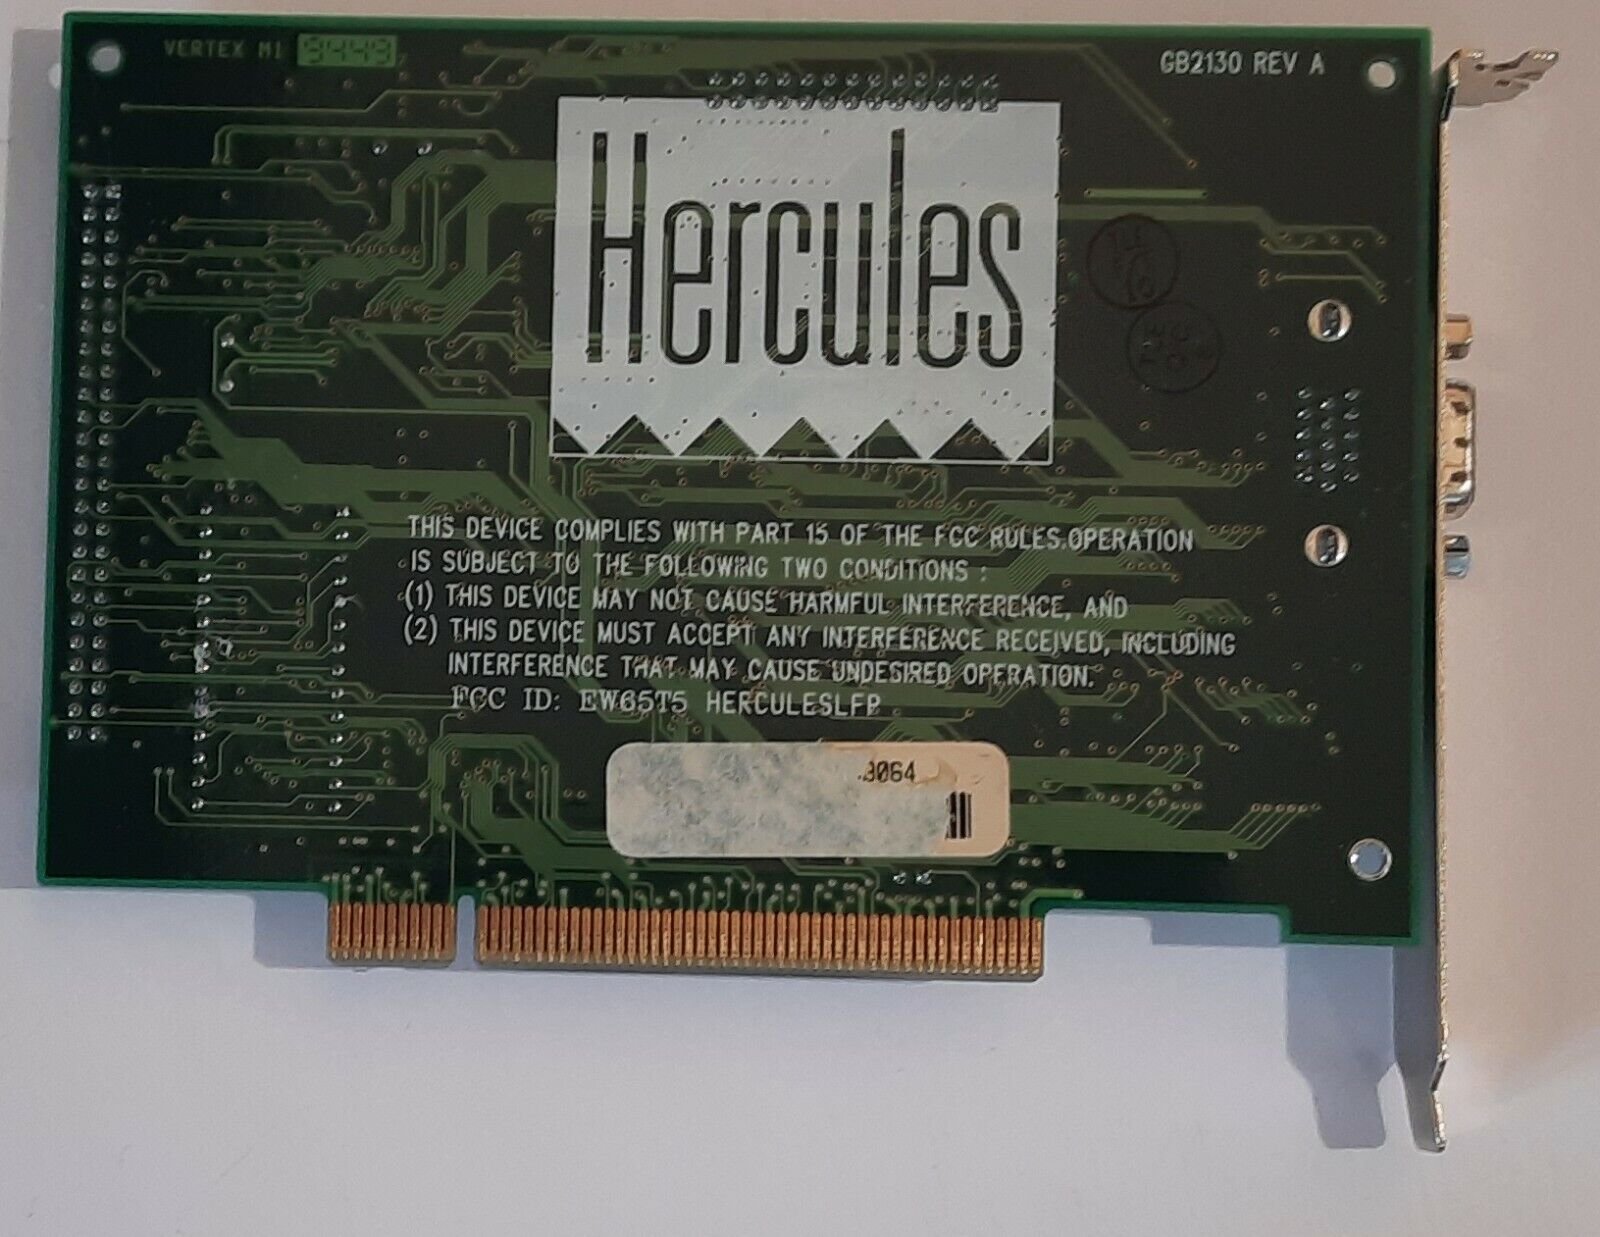 VERTEX M1 9449
GB2130 REV A
Hercules
THIS DEVICE COMPLIES WITH PART 15 OF THE FCC RULES.OPERATION
IS SUBJECT TO THE FOLLOWING TWO CONDITIONS :
(1) THIS DEVICE MAY NOT CAUSE HARMFUL INTERFERENCE, AND
(2) THIS DEVICE MUST ACCEPT ANY INTERFERENCE RECEIVED, INCLUDING
INTERFERENCE THAT MAY CAUSE UNDESIRED OPERATION.
FCC ID: EW65T5 HERCULESLFP
3064